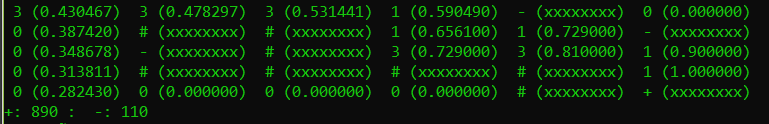 3 (0.430467) 3 (0.478297) 3 (0.531441) 1 (0.590490) - (xxxxxxxx) 0 (0.000000)
0 (0.387420) # (xxxxxxxx) # (xxxxxxxx) 1 (0.656100) 1 (0.729000) - (xxxxxxxx)
0 (0.348678) - (xxxxxxxx) # (xxxxxxxx) 3 (0.729000) 3 (0.810000) 1 (0.900000)
0 (0.313811) # (xxxxxxxx) # (xxxxxxxx) # (xxxxxxxx) # (xxxxxxxx) 1 (1.000000)
0 (0.282430) 0 (0.000000) 0 (0.000000) 0 (0.000000) # (xxxxxxxx) + (xxxxxxxx)
+: 890 : -: 110